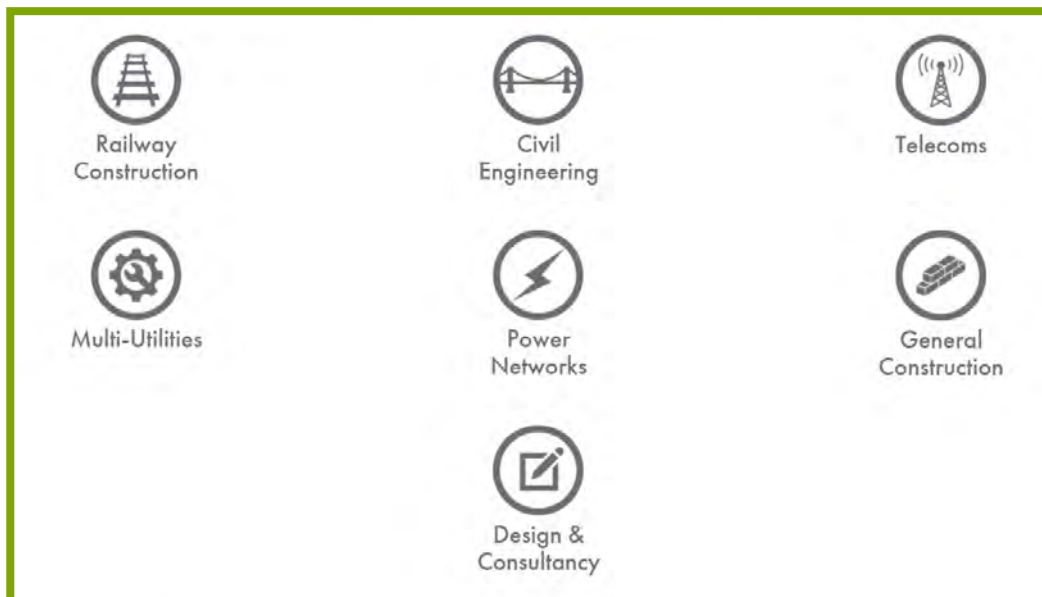 Railway
Construction
Civil
Engineering
Telecoms
Multi-Utilities
Power
Networks
General
Construction
Design &
Consultancy